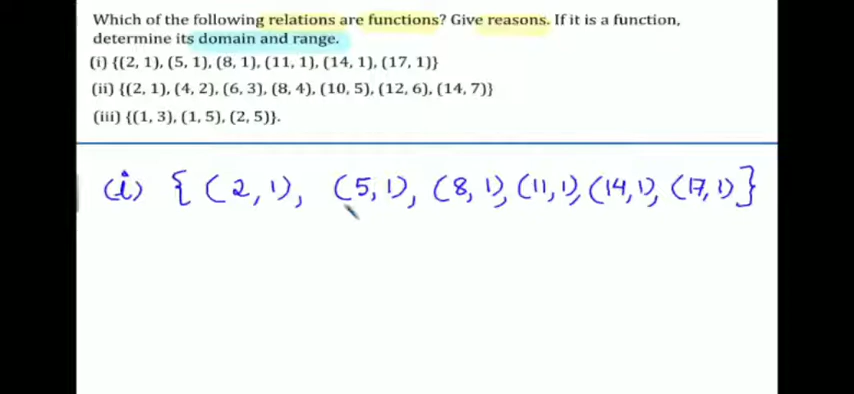 Which of the following relations are functions? Give reasons. If it is a function,
determine its domain and range.
(i) {(2, 1), (5, 1), (8, 1), (11, 1), (14, 1), (17, 1)}
(ii) {(2, 1), (4, 2), (6, 3), (8, 4), (10, 5), (12, 6), (14, 7)}
(iii) {(1, 3), (1, 5), (2, 5)}.
(i) { (2, 1), (5, 1), (8, 1), (11, 1), (14, 1), (17, 1) }